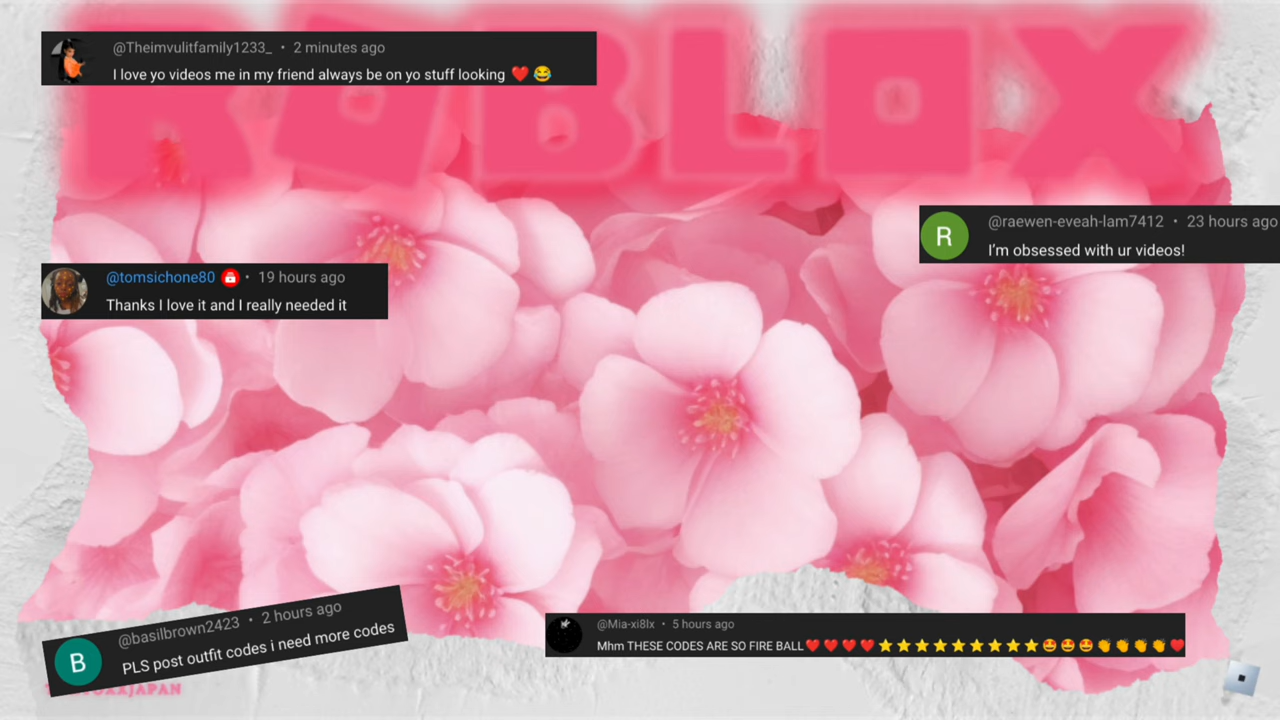 ROBLOX
@Theimvulitfamily1233_ • 2 minutes ago
I love yo videos me in my friend always be on yo stuff looking ❤️😂
@raewen-eveah-lam7412 • 23 hours ago
R
I'm obsessed with ur videos!
@tomsichone80 • 19 hours ago
Thanks I love it and I really needed it
@basilbrown2423 • 2 hours ago
B
PLS post outfit codes i need more codes
@Mia-xi8lx • 5 hours ago
Mhm THESE CODES ARE SO FIRE BALL❤️❤️❤️❤️⭐⭐⭐⭐⭐⭐⭐⭐⭐🤩🤩🤩👏👏👏👏❤️